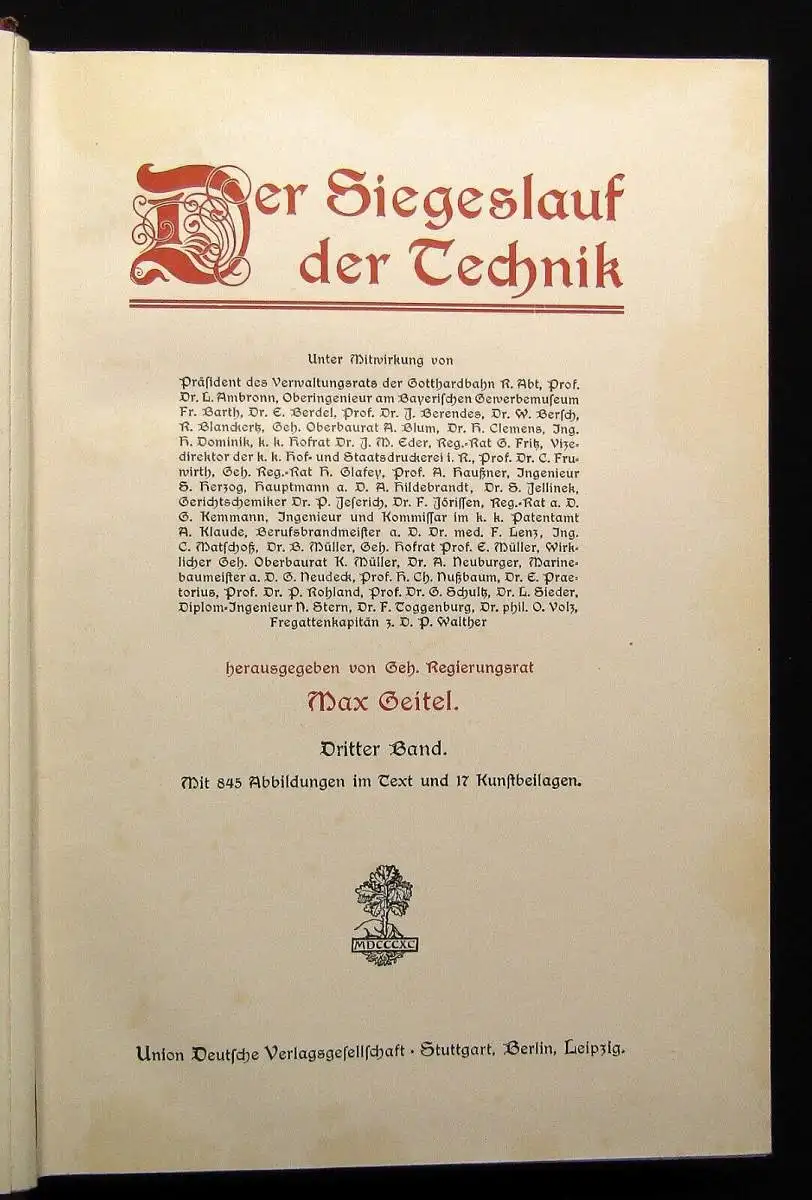 Der Siegeslauf
der Technik
Unter Mitwirkung von
Präſident des Verwaltungsrats der Gotthardbahn R. Abt, Prof.
Dr. L. Ambronn, Oberingenieur am Bayeriſchen Gewerbemuſeum
Fr. Barth, Dr. E. Berdel, Prof. Dr. J. Berendes, Dr. W. Berſch,
R. Blanckertz, Geh. Oberbaurat A. Blum, Dr. H. Clemens, Ing.
H. Dominik, k. k. Hofrat Dr. J. M. Eder, Reg.-Rat G. Fritz, Vize-
direktor der k. k. Hof- und Staatsdruckerei i. R., Prof. Dr. C. Fru-
wirth, Geh. Reg.-Rat H. Glafey, Prof. A. Haußner, Ingenieur
S. Herzog, Hauptmann a. D. A. Hildebrandt, Dr. S. Jellinek,
Gerichtschemiker Dr. P. Jeſerich, Dr. F. Jöriſſen, Reg.-Rat a. D.
G. Kemmann, Ingenieur und Kommiſſar im k. k. Patentamt
A. Klaude, Berufsbrandmeiſter a. D. Dr. med. F. Lenz, Ing.
C. Matſchoß, Dr. B. Müller, Geh. Hofrat Prof. E. Müller, Wirk-
licher Geh. Oberbaurat K. Müller, Dr. A. Neuburger, Marine-
baumeiſter a. D. G. Neudeck, Prof. H. Ch. Nußbaum, Dr. E. Prae-
torius, Prof. Dr. P. Rohland, Prof. Dr. G. Schultz, Dr. L. Sieder,
Diplom-Ingenieur N. Stern, Dr. F. Toggenburg, Dr. phil. O. Volz,
Fregattenkapitän z. D. P. Walther
herausgegeben von Geh. Regierungsrat
Max Geitel.
Dritter Band.
Mit 845 Abbildungen im Text und 17 Kunſtbeilagen.
MDCCCXC
Union Deutſche Verlagsgeſellſchaft · Stuttgart, Berlin, Leipzig.